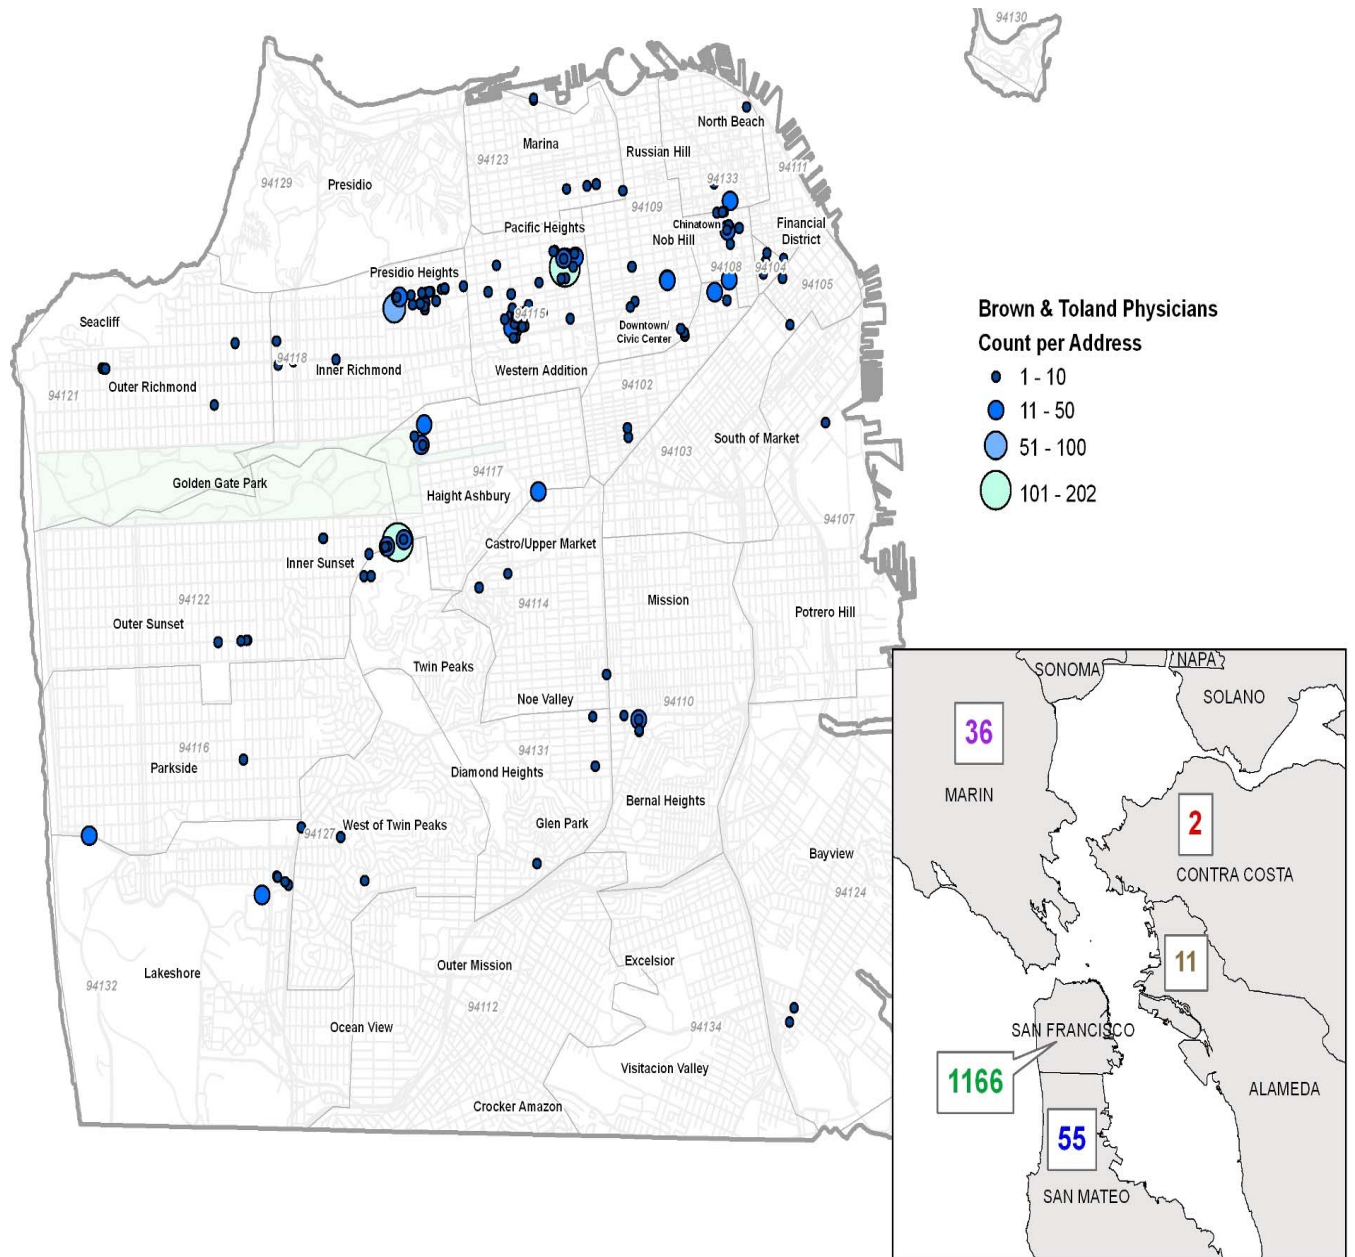 94130
North Beach
Marina
Russian Hill
94123
94111
94129
Presidio
94133
94109
Pacific Heights
Chinatown
Financial
District
Nob Hill
Presidio Heights
94108
94104
94105
Seacliff
94115
Downtown/
Civic Center
94118
Inner Richmond
Western Addition
Outer Richmond
94121
94102
South of Market
94103
94117
Golden Gate Park
Haight Ashbury
94107
Castro/Upper Market
Inner Sunset
94122
94114
Mission
Outer Sunset
Potrero Hill
Twin Peaks
Noe Valley
94110
94116
94131
Parkside
Diamond Heights
Bernal Heights
94127
West of Twin Peaks
Glen Park
Bayview
94124
Lakeshore
94132
Outer Mission
Excelsior
94112
Ocean View
94134
Visitacion Valley
Crocker Amazon
Brown & Toland Physicians
Count per Address
1 - 10
11 - 50
51 - 100
101 - 202
SONOMA
NAPA
SOLANO
36
MARIN
2
CONTRA COSTA
11
SAN FRANCISCO
1166
ALAMEDA
55
SAN MATEO